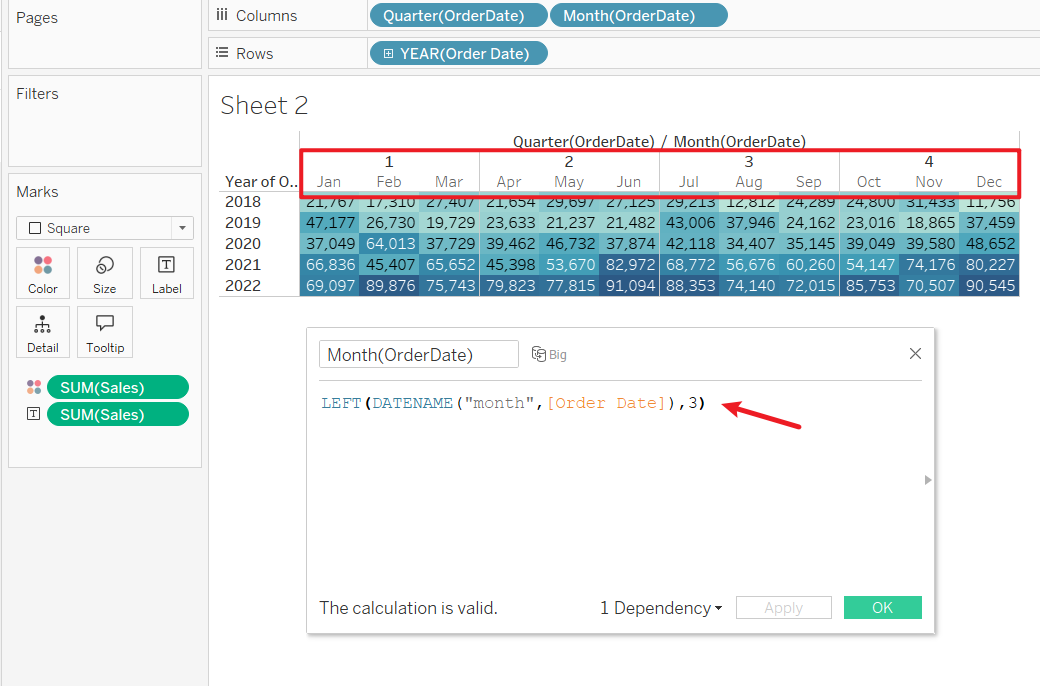 Pages
Columns
Quarter(OrderDate)
Month(OrderDate)
Rows
YEAR(Order Date)
Filters
Sheet 2
Quarter(OrderDate) / Month(OrderDate)
1 2 3 4
Year of O.. Jan Feb Mar Apr May Jun Jul Aug Sep Oct Nov Dec
2018 21,767 17,310 27,407 21,654 29,697 27,125 29,213 12,812 24,289 24,800 31,433 11,756
2019 47,177 26,730 19,729 23,633 21,237 21,482 43,006 37,946 24,162 23,016 18,865 37,459
2020 37,049 64,013 37,729 39,462 46,732 37,874 42,118 34,407 35,145 39,049 39,580 48,652
2021 66,836 45,407 65,652 45,398 53,670 82,972 68,772 56,676 60,260 54,147 74,176 80,227
2022 69,097 89,876 75,743 79,823 77,815 91,094 88,353 74,140 72,015 85,753 70,507 90,545
Marks
Square
Color Size Label
Detail Tooltip
SUM(Sales)
T SUM(Sales)
Month(OrderDate)
Big
LEFT(DATENAME("month",[Order Date]),3)
The calculation is valid.
1 Dependency
Apply
OK